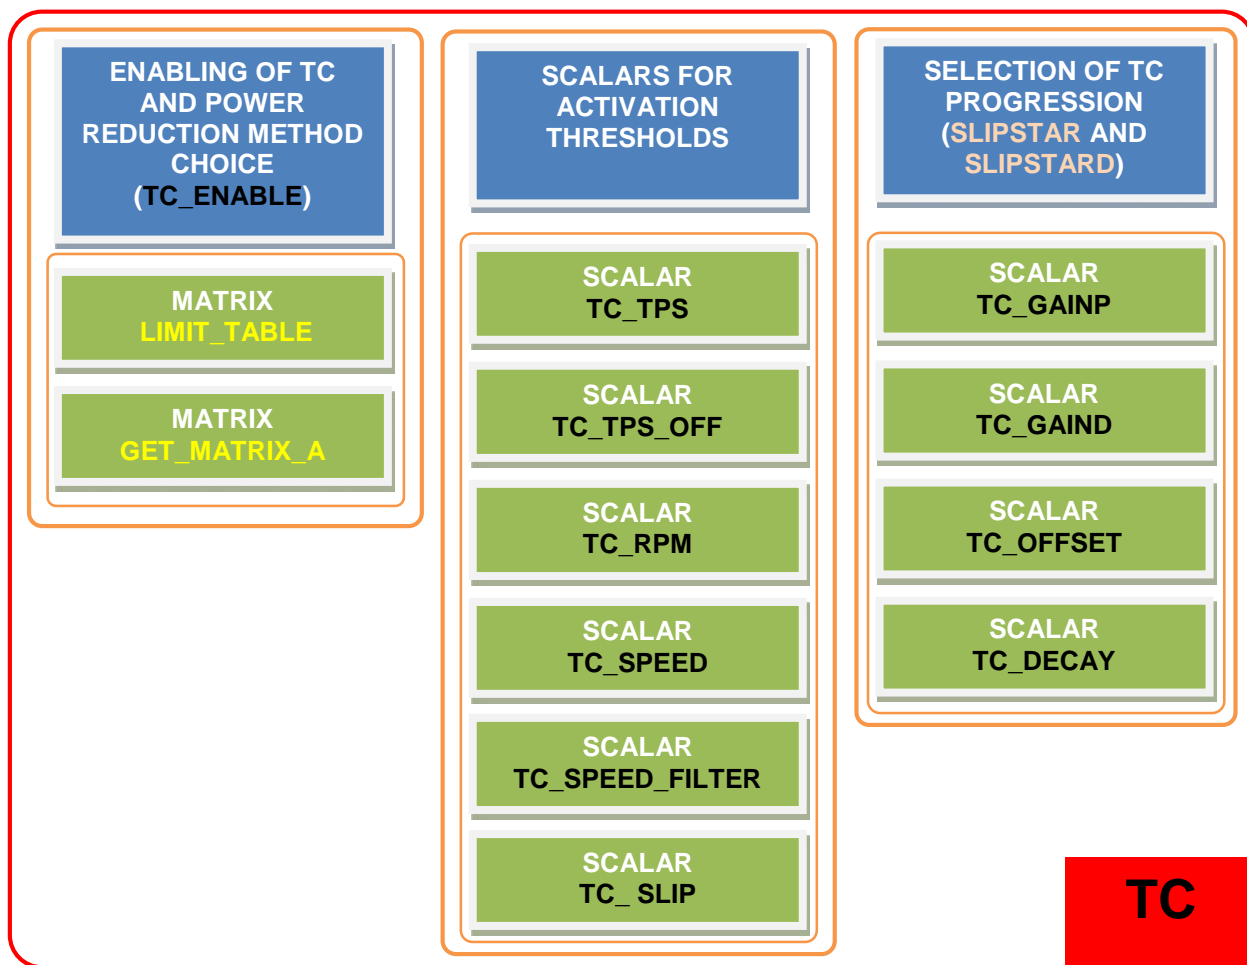 ENABLING OF TC
AND POWER
REDUCTION METHOD
CHOICE
(TC_ENABLE)
MATRIX
LIMIT_TABLE
MATRIX
GET_MATRIX_A
SCALARS FOR
ACTIVATION
THRESHOLDS
SCALAR
TC_TPS
SCALAR
TC_TPS_OFF
SCALAR
TC_RPM
SCALAR
TC_SPEED
SCALAR
TC_SPEED_FILTER
SCALAR
TC_ SLIP
SELECTION OF TC
PROGRESSION
(SLIPSTAR AND
SLIPSTARD)
SCALAR
TC_GAINP
SCALAR
TC_GAIND
SCALAR
TC_OFFSET
SCALAR
TC_DECAY
TC